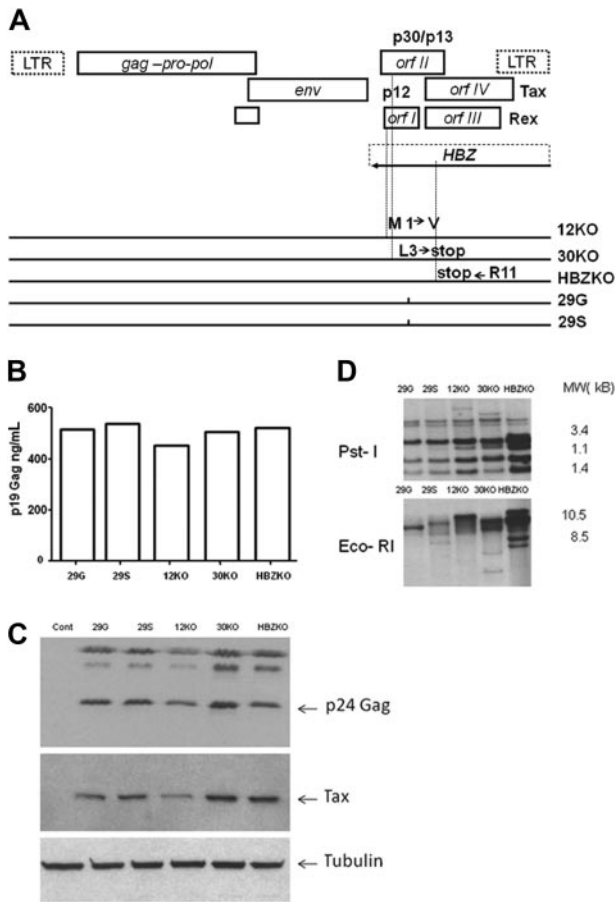 A
p30/p13
LTR
gag –pro-pol
orf II
LTR
env
p12
orf IV
Tax
orf I
orf III
Rex
HBZ
M 1→ V
12KO
L3→stop
30KO
stop ← R11
HBZKO
29G
29S
B
p19 Gag ng/mL
600
400
200
0
29G 29S 12KO 30KO HBZKO
D
29G 29S 12KO 30KO HBZKO
MW( kB)
Pst- I
3.4
1.1
1.4
29G 29S 12KO 30KO HBZKO
Eco- RI
10.5
8.5
C
Cont 29G 29S 12KO 30KO HBZKO
← p24 Gag
← Tax
← Tubulin